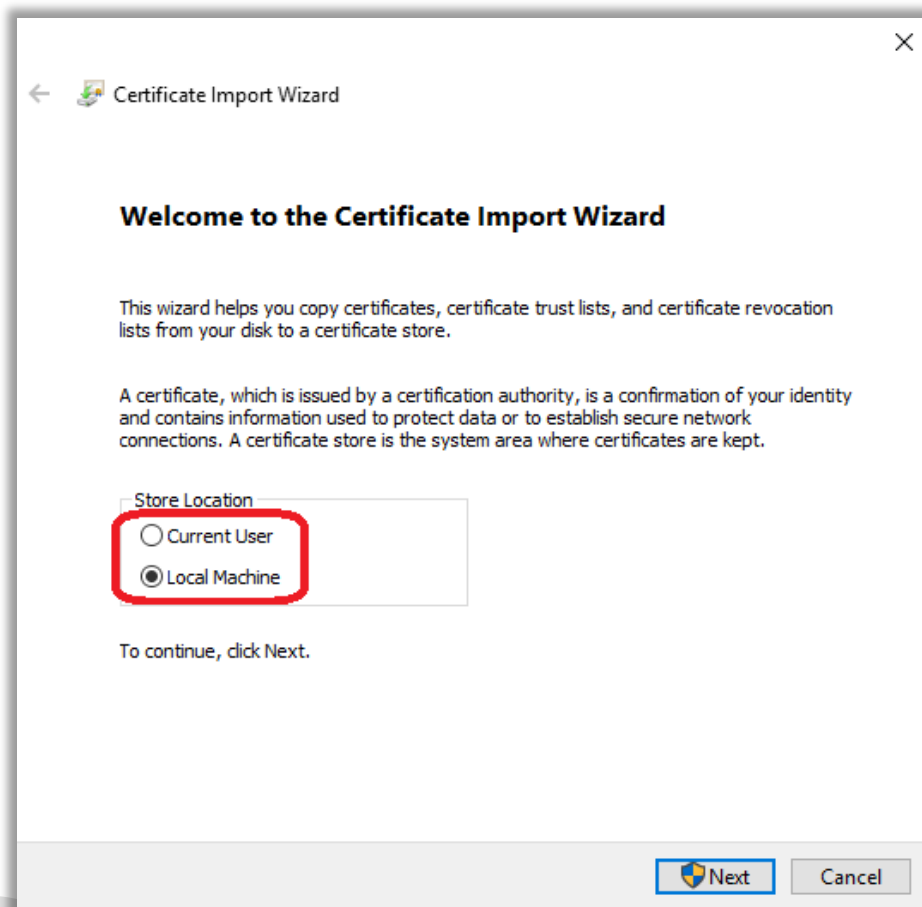 Certificate Import Wizard
Welcome to the Certificate Import Wizard
This wizard helps you copy certificates, certificate trust lists, and certificate revocation
lists from your disk to a certificate store.
A certificate, which is issued by a certification authority, is a confirmation of your identity
and contains information used to protect data or to establish secure network
connections. A certificate store is the system area where certificates are kept.
Store Location
Current User
Local Machine
To continue, click Next.
Next Cancel